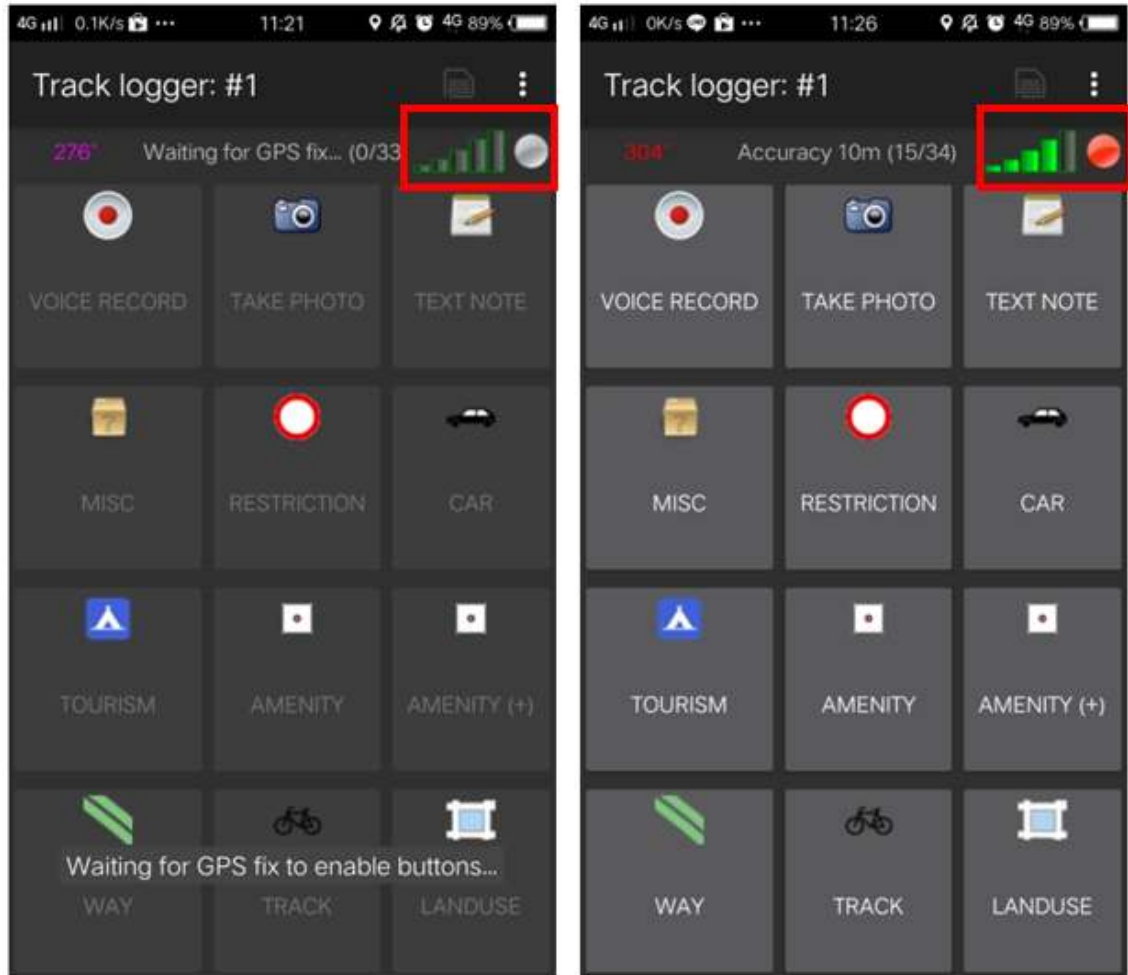 4G 0.1K/s ••• 11:21 4G 89%
Track logger: #1
276° Waiting for GPS fix... (0/33
VOICE RECORD TAKE PHOTO TEXT NOTE
MISC RESTRICTION CAR
TOURISM AMENITY AMENITY (+)
Waiting for GPS fix to enable buttons...
WAY TRACK LANDUSE
4G 0K/s ••• 11:26 4G 89%
Track logger: #1
304° Accuracy 10m (15/34)
VOICE RECORD TAKE PHOTO TEXT NOTE
MISC RESTRICTION CAR
TOURISM AMENITY AMENITY (+)
WAY TRACK LANDUSE